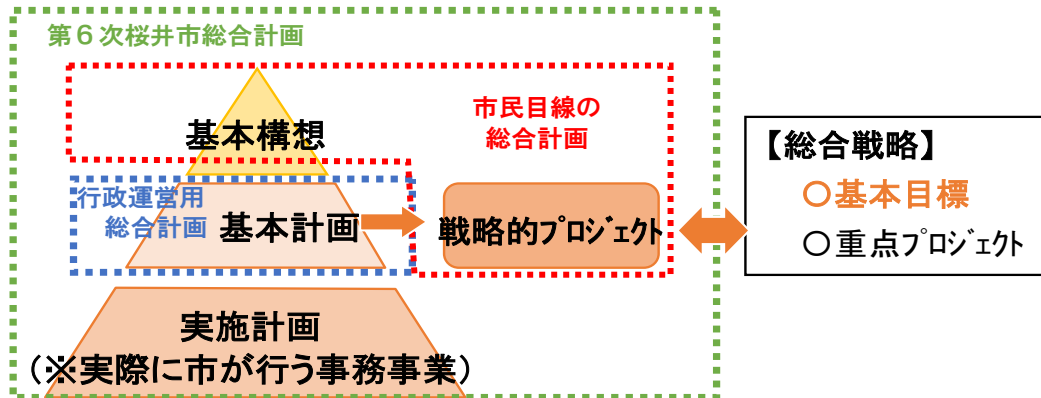 第６次桜井市総合計画
基本構想
市民目線の
総合計画
行政運営用
総合計画
基本計画
戦略的プロジェクト
実施計画
（※実際に市が行う事務事業）
【総合戦略】
○基本目標
○重点プロジェクト